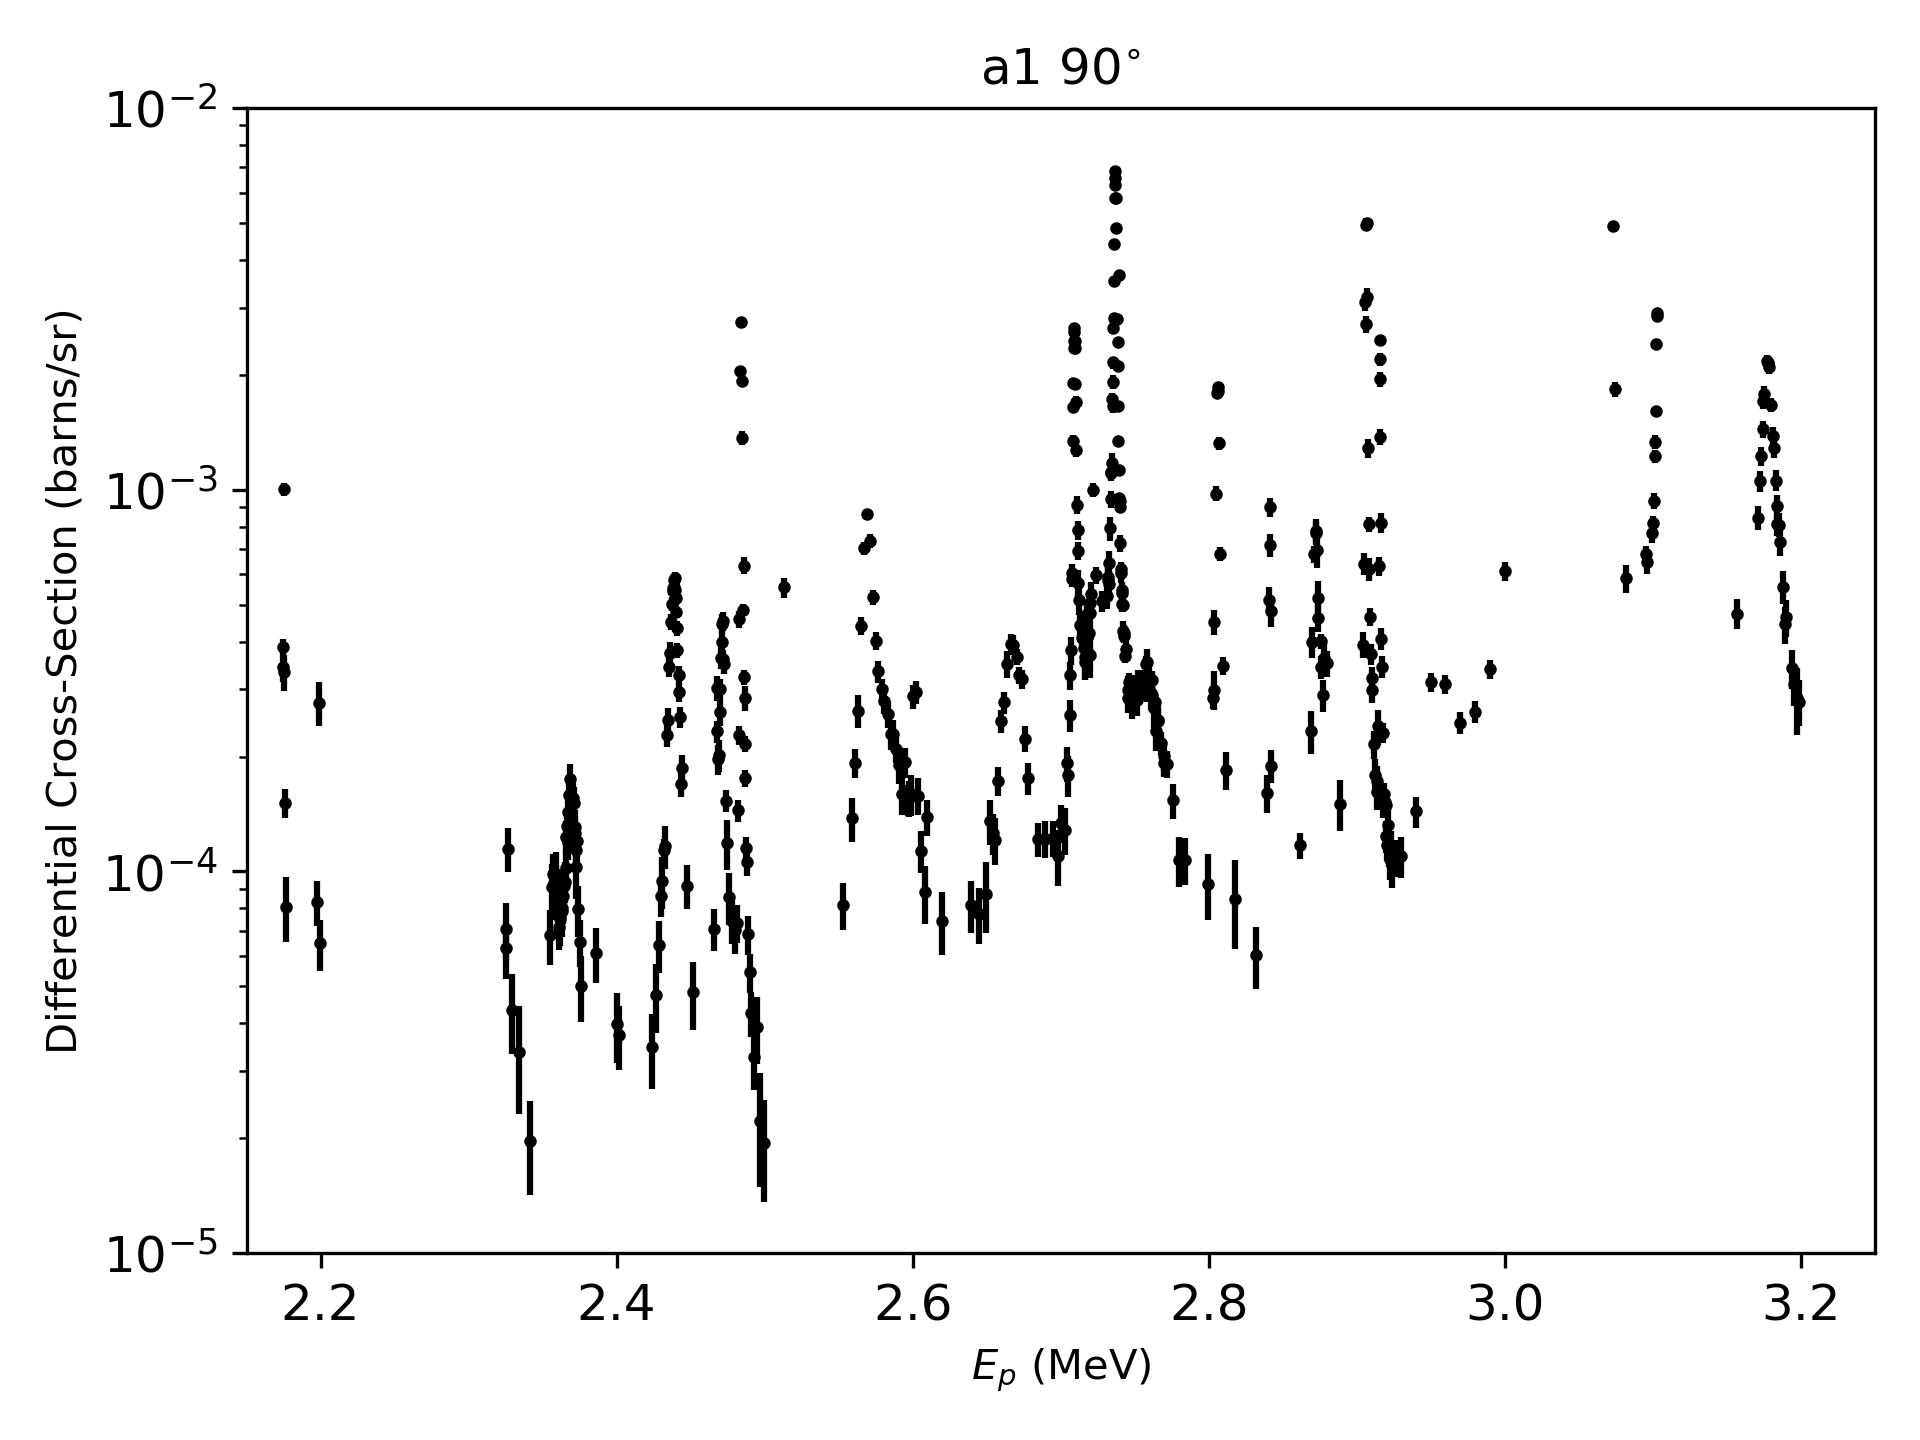 a1 90°
10⁻²
10⁻³
10⁻⁴
10⁻⁵
Differential Cross-Section (barns/sr)
2.2 2.4 2.6 2.8 3.0 3.2
Eₚ (MeV)